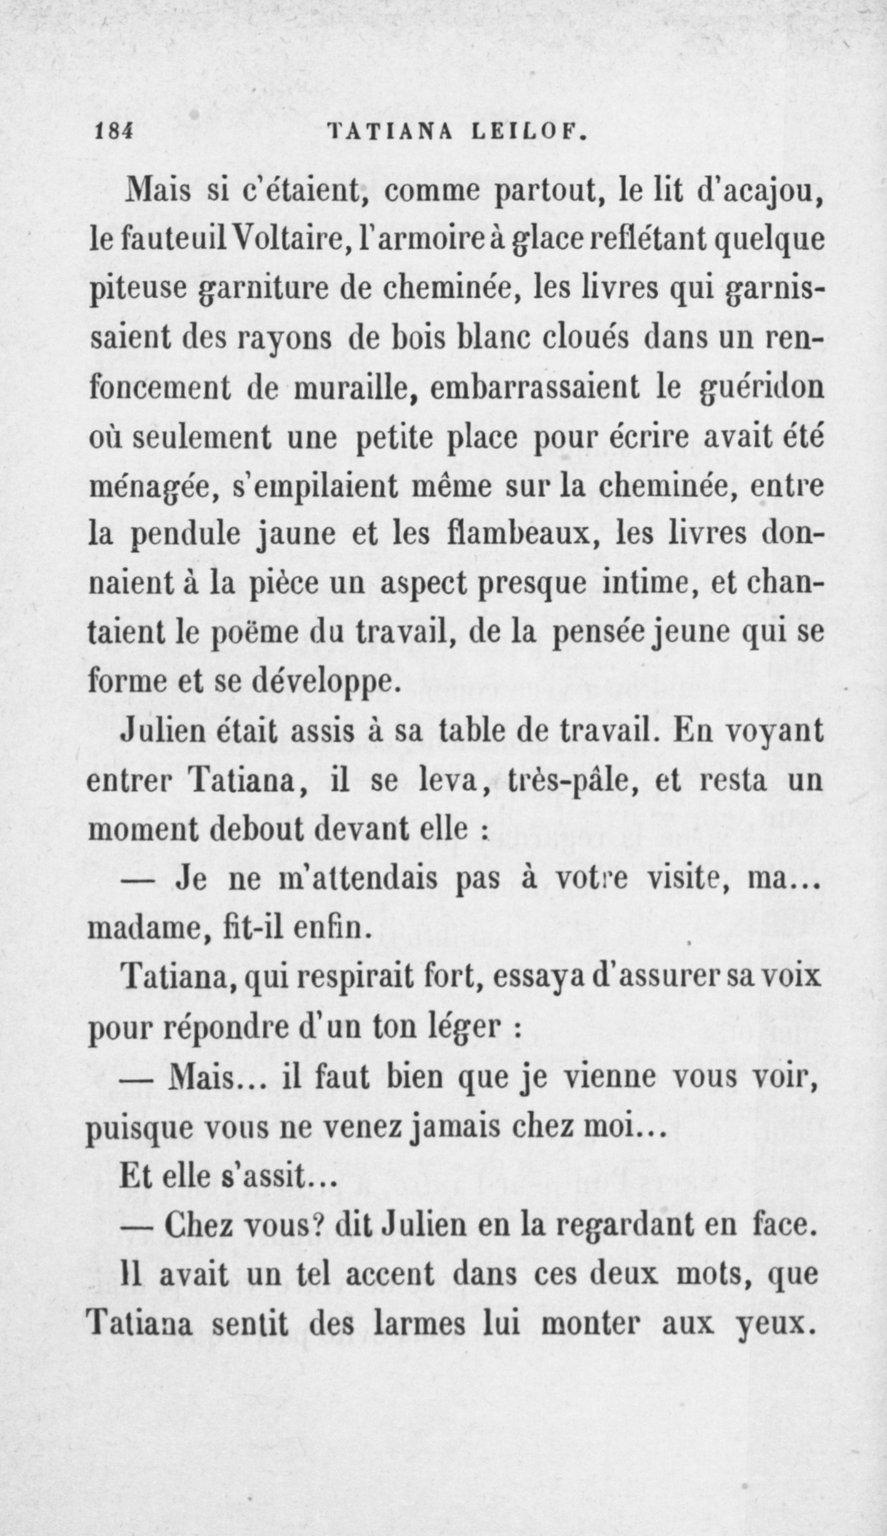 184 TATIANA LEILOF.
Mais si c'étaient, comme partout, le lit d'acajou,
le fauteuil Voltaire, l'armoire à glace reflétant quelque
piteuse garniture de cheminée, les livres qui garnis-
saient des rayons de bois blanc cloués dans un ren-
foncement de muraille, embarrassaient le guéridon
où seulement une petite place pour écrire avait été
ménagée, s'empilaient même sur la cheminée, entre
la pendule jaune et les flambeaux, les livres don-
naient à la pièce un aspect presque intime, et chan-
taient le poëme du travail, de la pensée jeune qui se
forme et se développe.
Julien était assis à sa table de travail. En voyant
entrer Tatiana, il se leva, très-pâle, et resta un
moment debout devant elle :
— Je ne m'attendais pas à votre visite, ma...
madame, fit-il enfin.
Tatiana, qui respirait fort, essaya d'assurer sa voix
pour répondre d'un ton léger :
— Mais... il faut bien que je vienne vous voir,
puisque vous ne venez jamais chez moi...
Et elle s'assit...
— Chez vous? dit Julien en la regardant en face.
Il avait un tel accent dans ces deux mots, que
Tatiana sentit des larmes lui monter aux yeux.